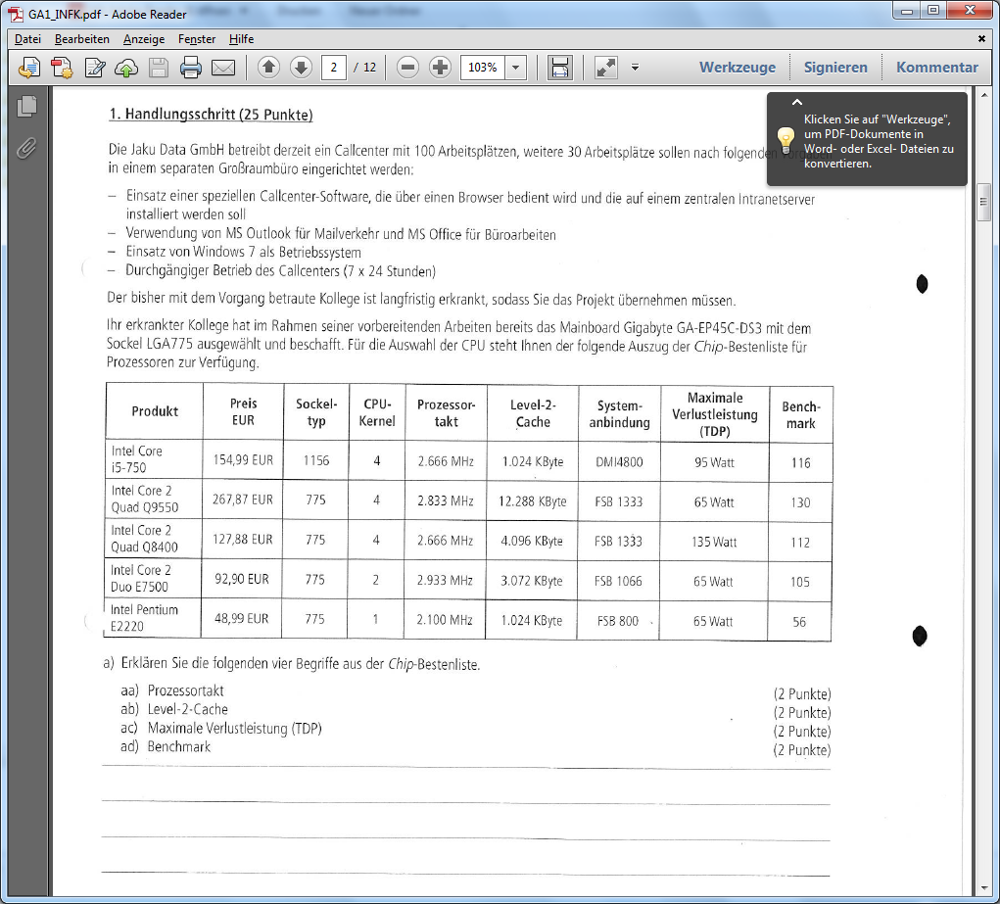 GA1_INFK.pdf - Adobe Reader
Datei Bearbeiten Anzeige Fenster Hilfe
2 / 12 103% Werkzeuge Signieren Kommentar
Klicken Sie auf "Werkzeuge",
um PDF-Dokumente in
Word- oder Excel- Dateien zu
konvertieren.
1. Handlungsschritt (25 Punkte)
Die Jaku Data GmbH betreibt derzeit ein Callcenter mit 100 Arbeitsplätzen, weitere 30 Arbeitsplätze sollen nach folgenden
in einem separaten Großraumbüro eingerichtet werden:
– Einsatz einer speziellen Callcenter-Software, die über einen Browser bedient wird und die auf einem zentralen Intranetserver
installiert werden soll
– Verwendung von MS Outlook für Mailverkehr und MS Office für Büroarbeiten
– Einsatz von Windows 7 als Betriebssystem
– Durchgängiger Betrieb des Callcenters (7 x 24 Stunden)
Der bisher mit dem Vorgang betraute Kollege ist langfristig erkrankt, sodass Sie das Projekt übernehmen müssen.
Ihr erkrankter Kollege hat im Rahmen seiner vorbereitenden Arbeiten bereits das Mainboard Gigabyte GA-EP45C-DS3 mit dem
Sockel LGA775 ausgewählt und beschafft. Für die Auswahl der CPU steht Ihnen der folgende Auszug der Chip-Bestenliste für
Prozessoren zur Verfügung.
Produkt Preis EUR Sockel-typ CPU-Kernel Prozessor-takt Level-2-Cache System-anbindung Maximale Verlustleistung (TDP) Bench-mark
Intel Core i5-750 154,99 EUR 1156 4 2.666 MHz 1.024 KByte DMI4800 95 Watt 116
Intel Core 2 Quad Q9550 267,87 EUR 775 4 2.833 MHz 12.288 KByte FSB 1333 65 Watt 130
Intel Core 2 Quad Q8400 127,88 EUR 775 4 2.666 MHz 4.096 KByte FSB 1333 135 Watt 112
Intel Core 2 Duo E7500 92,90 EUR 775 2 2.933 MHz 3.072 KByte FSB 1066 65 Watt 105
Intel Pentium E2220 48,99 EUR 775 1 2.100 MHz 1.024 KByte FSB 800 65 Watt 56
a) Erklären Sie die folgenden vier Begriffe aus der Chip-Bestenliste.
aa) Prozessortakt (2 Punkte)
ab) Level-2-Cache (2 Punkte)
ac) Maximale Verlustleistung (TDP) (2 Punkte)
ad) Benchmark (2 Punkte)